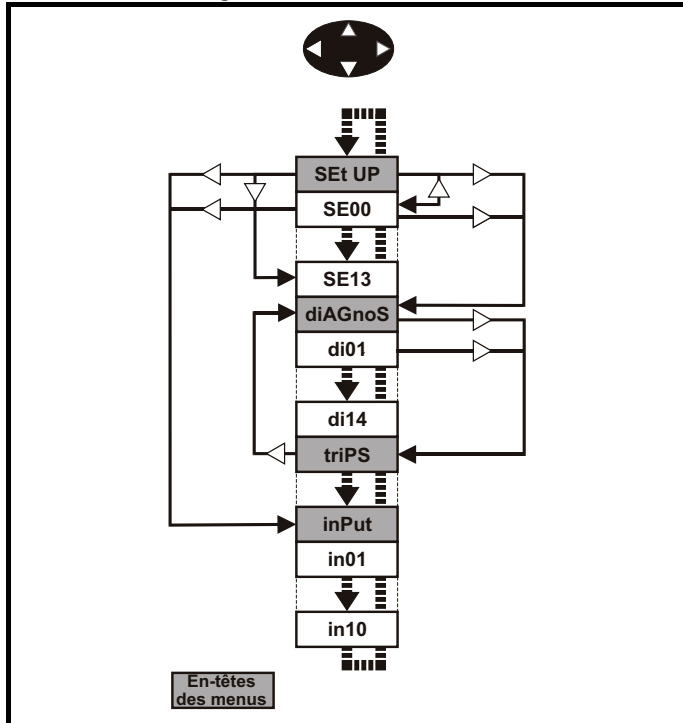 SEt UP
SE00
SE13
diAGnoS
di01
di14
triPS
inPut
in01
in10
En-têtes
des menus